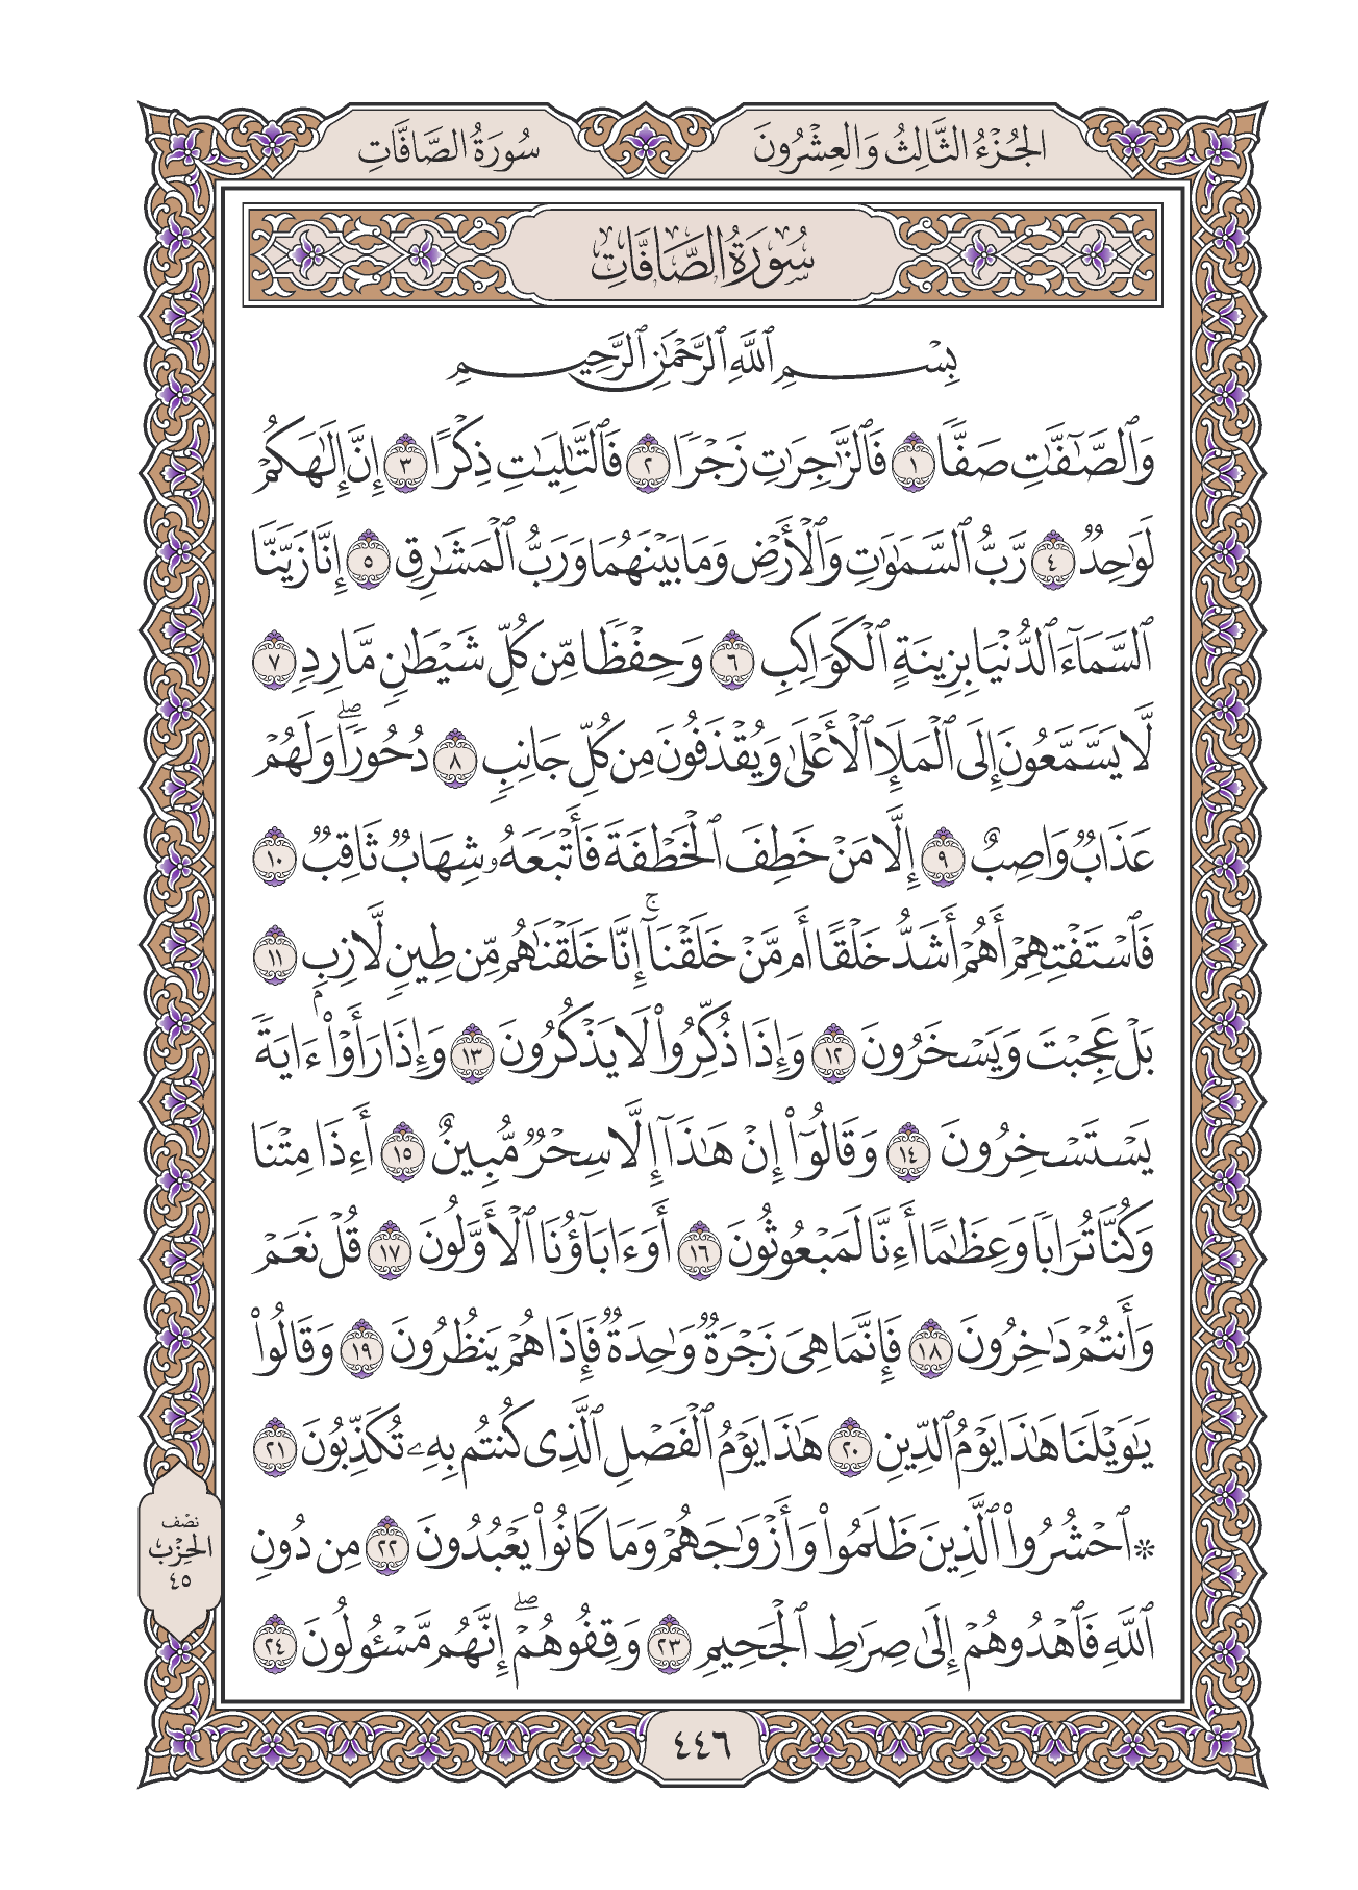 الجُزْءُ الثَّالِثُ وَالعِشْرُونَ
سُورَةُ الصَّافَّاتِ
سُورَةُ الصَّافَّاتِ
بِسْمِ ٱللَّهِ ٱلرَّحْمَٰنِ ٱلرَّحِيمِ
وَٱلصَّٰٓفَّٰتِ صَفّٗا ١ فَٱلزَّٰجِرَٰتِ زَجۡرٗا ٢ فَٱلتَّٰلِيَٰتِ ذِكۡرًا ٣ إِنَّ إِلَٰهَكُمۡ
لَوَٰحِدٞ ٤ رَّبُّ ٱلسَّمَٰوَٰتِ وَٱلۡأَرۡضِ وَمَا بَيۡنَهُمَا وَرَبُّ ٱلۡمَشَٰرِقِ ٥ إِنَّا زَيَّنَّا
ٱلسَّمَآءَ ٱلدُّنۡيَا بِزِينَةٍ ٱلۡكَوَاكِبِ ٦ وَحِفۡظٗا مِّن كُلِّ شَيۡطَٰنٖ مَّارِدٖ ٧
لَّا يَسَّمَّعُونَ إِلَى ٱلۡمَلَإِ ٱلۡأَعۡلَىٰ وَيُقۡذَفُونَ مِن كُلِّ جَانِبٖ ٨ دُحُورٗاۖ وَلَهُمۡ
عَذَابٞ وَاصِبٌ ٩ إِلَّا مَنۡ خَطِفَ ٱلۡخَطۡفَةَ فَأَتۡبَعَهُۥ شِهَابٞ ثَاقِبٞ ١٠
فَٱسۡتَفۡتِهِمۡ أَهُمۡ أَشَدُّ خَلۡقًا أَم مَّنۡ خَلَقۡنَآۚ إِنَّا خَلَقۡنَٰهُم مِّن طِينٖ لَّازِبِۭ ١١
بَلۡ عَجِبۡتَ وَيَسۡخَرُونَ ١٢ وَإِذَا ذُكِّرُواْ لَا يَذۡكُرُونَ ١٣ وَإِذَا رَأَوۡاْ ءَايَةٗ
يَسۡتَسۡخِرُونَ ١٤ وَقَالُوٓاْ إِنۡ هَٰذَآ إِلَّا سِحۡرٞ مُّبِينٌ ١٥ أَءِذَا مِتۡنَا
وَكُنَّا تُرَابٗا وَعِظَٰمًا أَءِنَّا لَمَبۡعُوثُونَ ١٦ أَوَءَابَآؤُنَا ٱلۡأَوَّلُونَ ١٧ قُلۡ نَعَمۡ
وَأَنتُمۡ دَٰخِرُونَ ١٨ فَإِنَّمَا هِيَ زَجۡرَةٞ وَٰحِدَةٞ فَإِذَا هُمۡ يَنظُرُونَ ١٩ وَقَالُواْ
يَٰوَيۡلَنَا هَٰذَا يَوۡمُ ٱلدِّينِ ٢٠ هَٰذَا يَوۡمُ ٱلۡفَصۡلِ ٱلَّذِي كُنتُم بِهِۦ تُكَذِّبُونَ ٢١
۞ ٱحۡشُرُواْ ٱلَّذِينَ ظَلَمُواْ وَأَزۡوَٰجَهُمۡ وَمَا كَانُواْ يَعۡبُدُونَ ٢٢ مِن دُونِ
ٱللَّهِ فَٱهۡدُوهُمۡ إِلَىٰ صِرَٰطِ ٱلۡجَحِيمِ ٢٣ وَقِفُوهُمۡۖ إِنَّهُم مَّسۡـُٔولُونَ ٢٤
نصف
الحِزْب
٤٥
٤٤٦